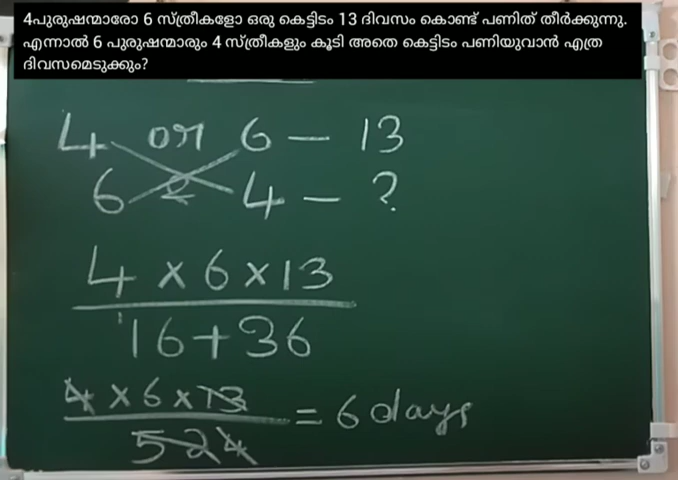 4പുരുഷന്മാരോ 6 സ്ത്രീകളോ ഒരു കെട്ടിടം 13 ദിവസം കൊണ്ട് പണിത് തീർക്കുന്നു.
എന്നാൽ 6 പുരുഷന്മാരും 4 സ്ത്രീകളും കൂടി അതെ കെട്ടിടം പണിയുവാൻ എത്ര
ദിവസമെടുക്കും?
4 or 6 – 13
6 & 4 – ?
4 × 6 × 13
16 + 36
4 × 6 × 13
52 4
= 6 days